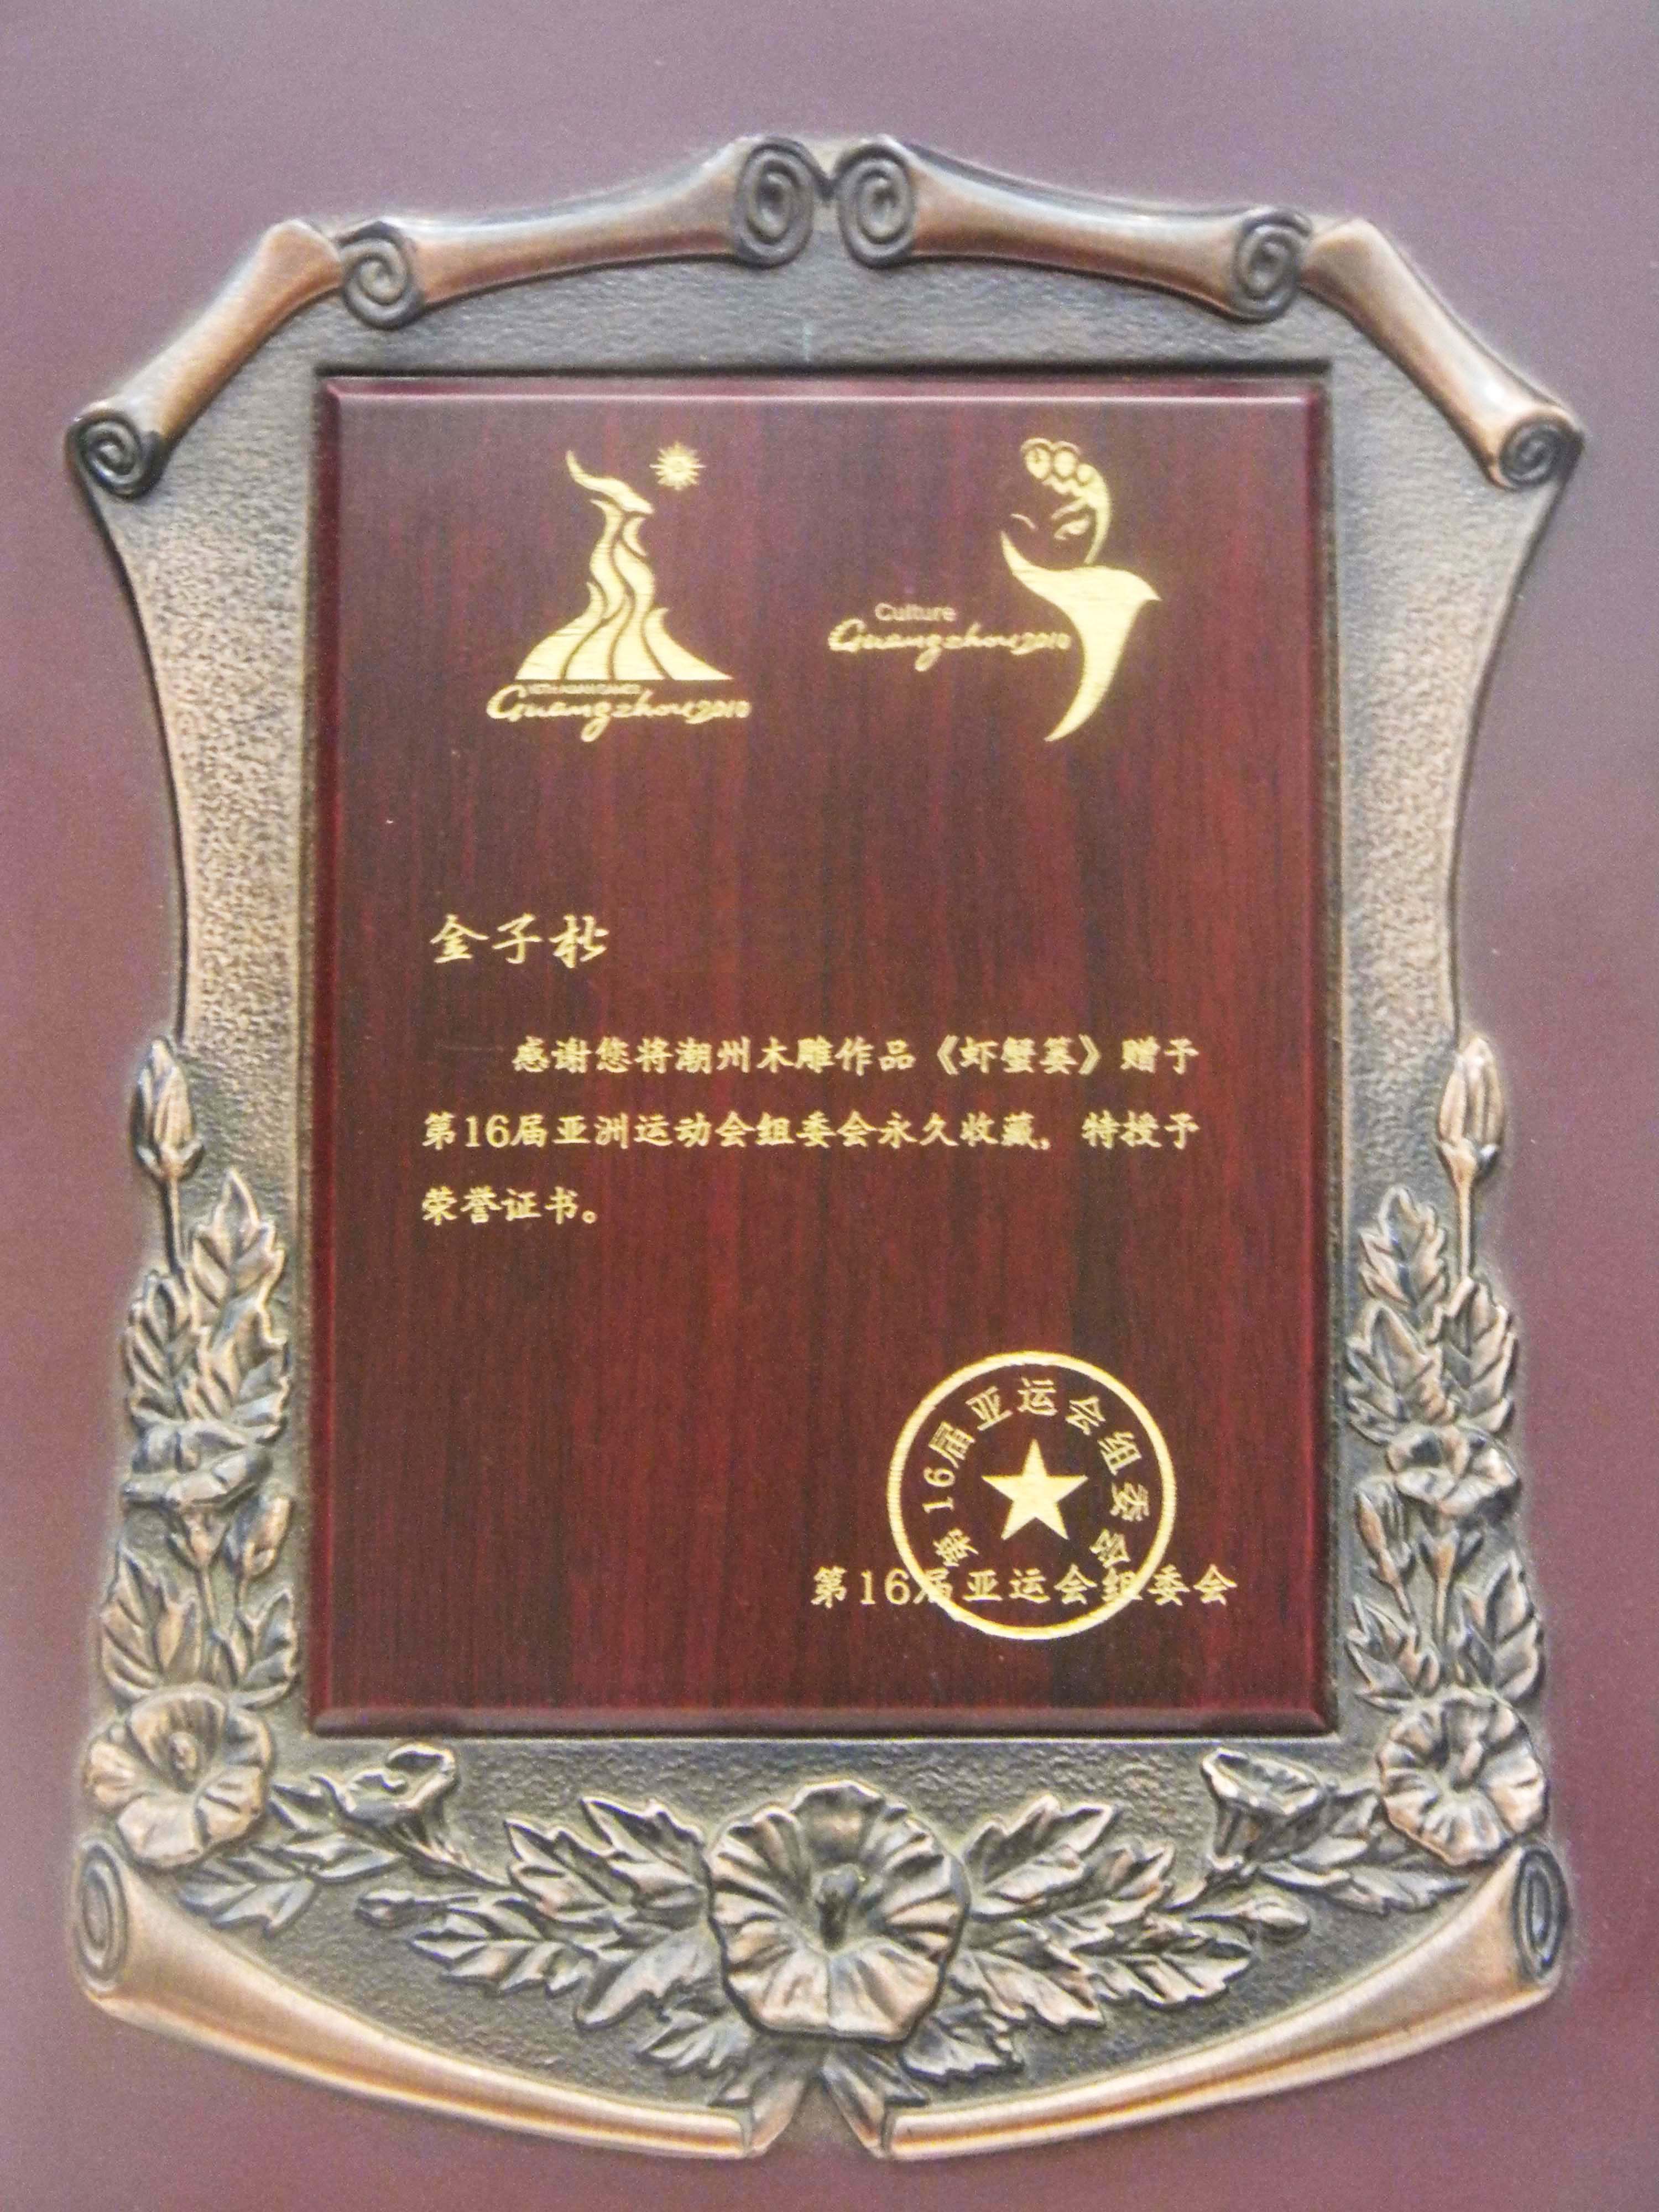 Culture
Guangzhou2010
Guangzhou2010
金子松
感谢您将潮州木雕作品《虾蟹篓》赠予
第16届亚洲运动会组委会永久收藏，特授予
荣誉证书。
第16届亚运会组委会
第16届亚运会组委会